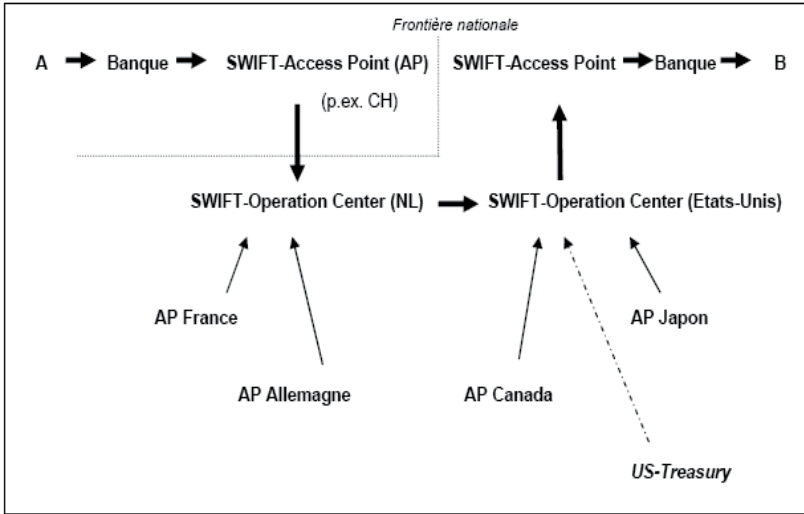 Frontière nationale
A Banque SWIFT-Access Point (AP) SWIFT-Access Point Banque B
(p.ex. CH)
SWIFT-Operation Center (NL) SWIFT-Operation Center (Etats-Unis)
AP France AP Japon
AP Allemagne AP Canada
US-Treasury